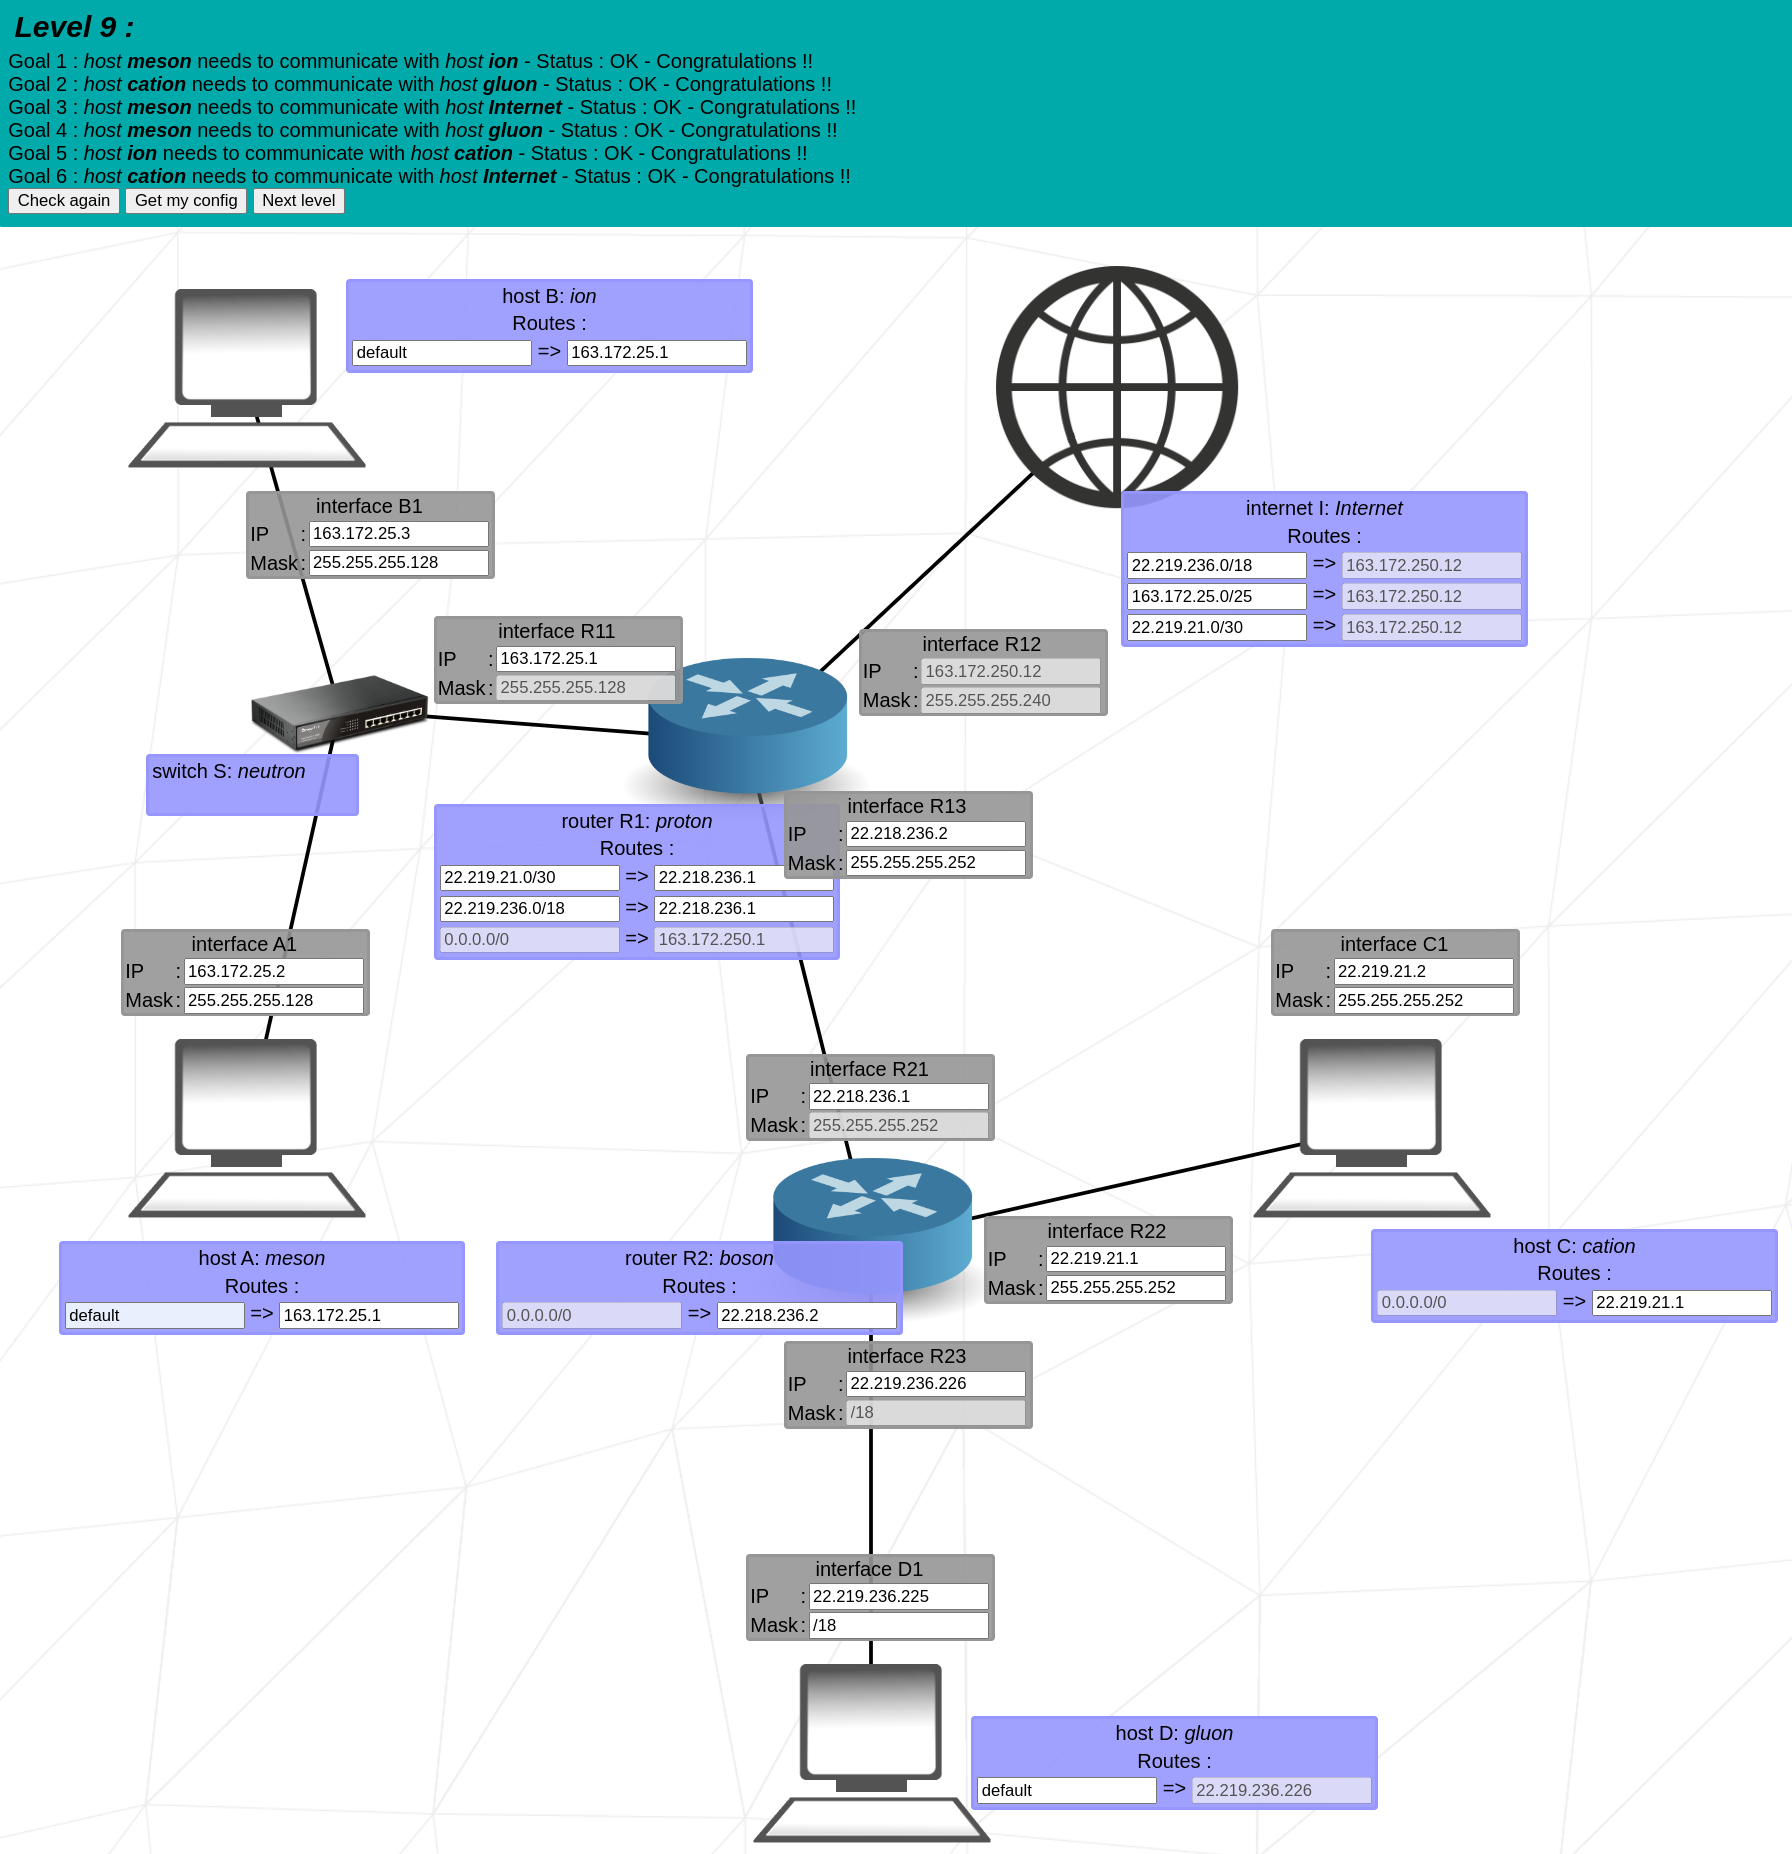 Level 9 :
Goal 1 : host meson needs to communicate with host ion - Status : OK - Congratulations !!
Goal 2 : host cation needs to communicate with host gluon - Status : OK - Congratulations !!
Goal 3 : host meson needs to communicate with host Internet - Status : OK - Congratulations !!
Goal 4 : host meson needs to communicate with host gluon - Status : OK - Congratulations !!
Goal 5 : host ion needs to communicate with host cation - Status : OK - Congratulations !!
Goal 6 : host cation needs to communicate with host Internet - Status : OK - Congratulations !!
Check again Get my config Next level
host B: ion
Routes :
default => 163.172.25.1
interface B1
IP : 163.172.25.3
Mask : 255.255.255.128
internet I: Internet
Routes :
22.219.236.0/18 => 163.172.250.12
163.172.25.0/25 => 163.172.250.12
22.219.21.0/30 => 163.172.250.12
interface R11
IP : 163.172.25.1
Mask : 255.255.255.128
interface R12
IP : 163.172.250.12
Mask : 255.255.255.240
switch S: neutron
router R1: proton
Routes :
22.219.21.0/30 => 22.218.236.1
22.219.236.0/18 => 22.218.236.1
0.0.0.0/0 => 163.172.250.1
interface R13
IP : 22.218.236.2
Mask : 255.255.255.252
interface A1
IP : 163.172.25.2
Mask : 255.255.255.128
interface C1
IP : 22.219.21.2
Mask : 255.255.255.252
interface R21
IP : 22.218.236.1
Mask : 255.255.255.252
host A: meson
Routes :
default => 163.172.25.1
router R2: boson
Routes :
0.0.0.0/0 => 22.218.236.2
interface R22
IP : 22.219.21.1
Mask : 255.255.255.252
host C: cation
Routes :
0.0.0.0/0 => 22.219.21.1
interface R23
IP : 22.219.236.226
Mask : /18
interface D1
IP : 22.219.236.225
Mask : /18
host D: gluon
Routes :
default => 22.219.236.226